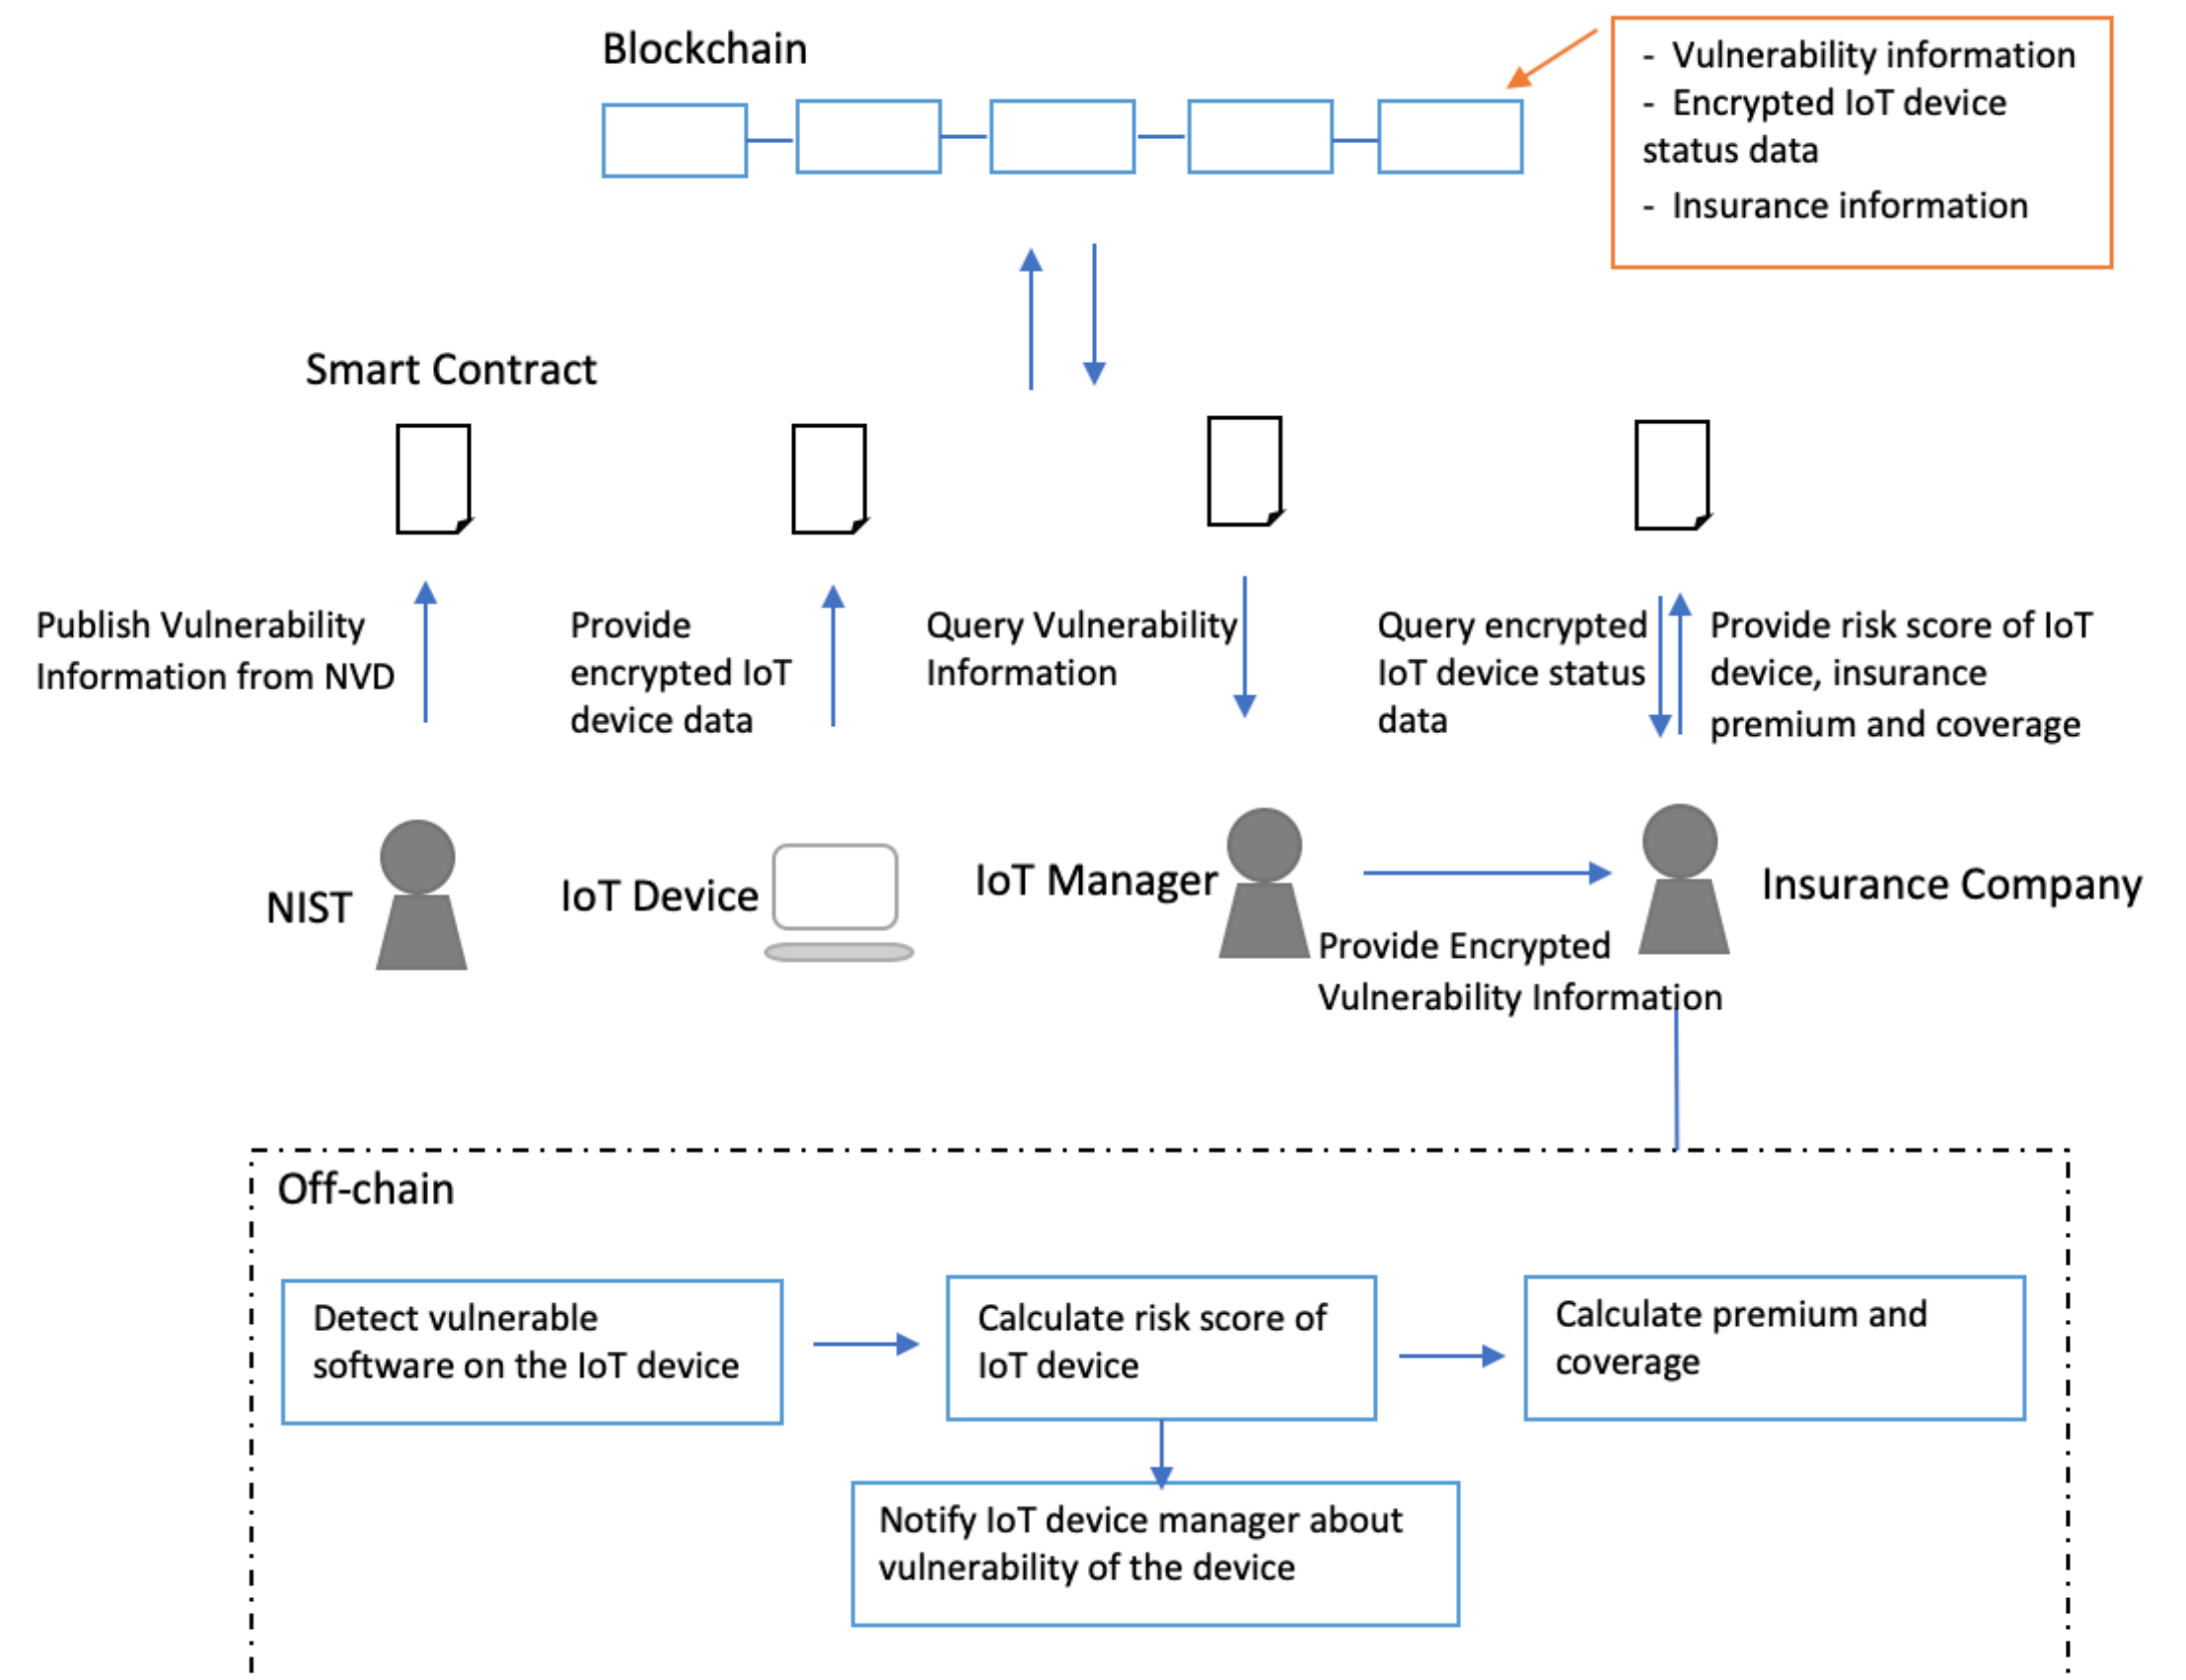 Blockchain
- Vulnerability information
- Encrypted IoT device
status data
- Insurance information
Smart Contract
Publish Vulnerability
Information from NVD
Provide
encrypted IoT
device data
Query Vulnerability
Information
Query encrypted
IoT device status
data
Provide risk score of IoT
device, insurance
premium and coverage
NIST
IoT Device
IoT Manager
Insurance Company
Provide Encrypted
Vulnerability Information
Off-chain
Detect vulnerable
software on the IoT device
Calculate risk score of
IoT device
Calculate premium and
coverage
Notify IoT device manager about
vulnerability of the device